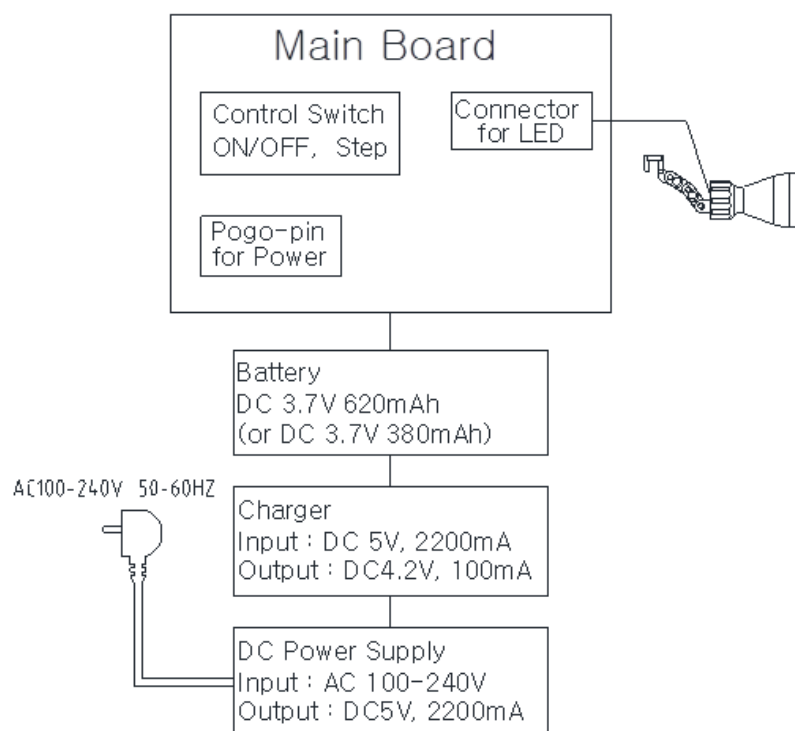 Main Board
Control Switch
ON/OFF, Step
Connector
for LED
Pogo-pin
for Power
Battery
DC 3.7V 620mAh
(or DC 3.7V 380mAh)
AC100-240V 50-60HZ
Charger
Input : DC 5V, 2200mA
Output : DC4.2V, 100mA
DC Power Supply
Input : AC 100-240V
Output : DC5V, 2200mA